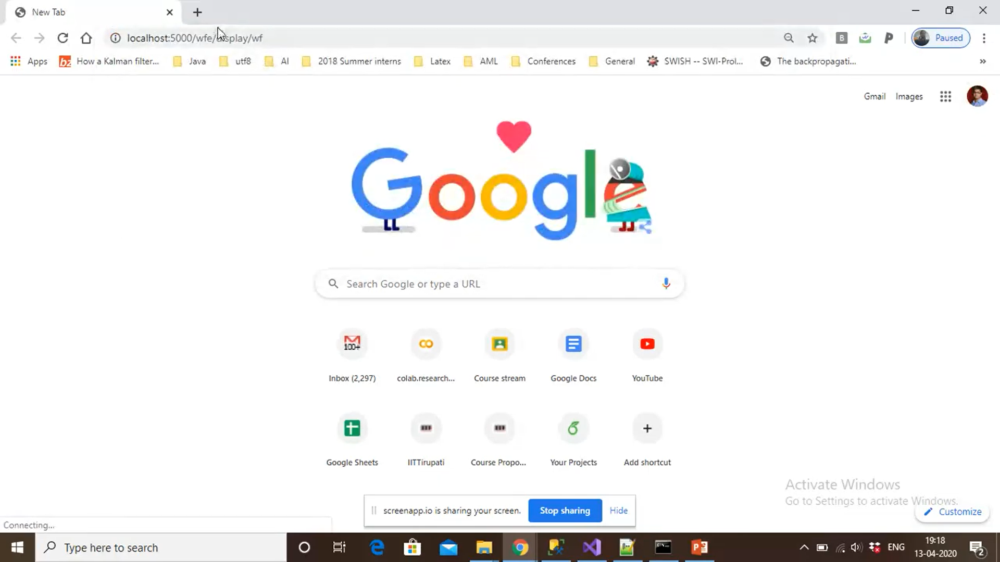 New Tab
localhost:5000/wfe/display/wf
B
P
Paused
Apps
bz
How a Kalman filter...
Java
utf8
AI
2018 Summer interns
Latex
AML
Conferences
General
SWISH -- SWI-Prol...
The backpropagati...
»
Gmail
Images
Google
Search Google or type a URL
100+
Inbox (2,297)
colab.research...
Course stream
Google Docs
YouTube
Google Sheets
IITTirupati
Course Propo...
Your Projects
Add shortcut
Activate Windows
Go to Settings to activate Windows.
screenapp.io is sharing your screen.
Stop sharing
Hide
Customize
Connecting...
Type here to search
ENG
19:18
13-04-2020
2